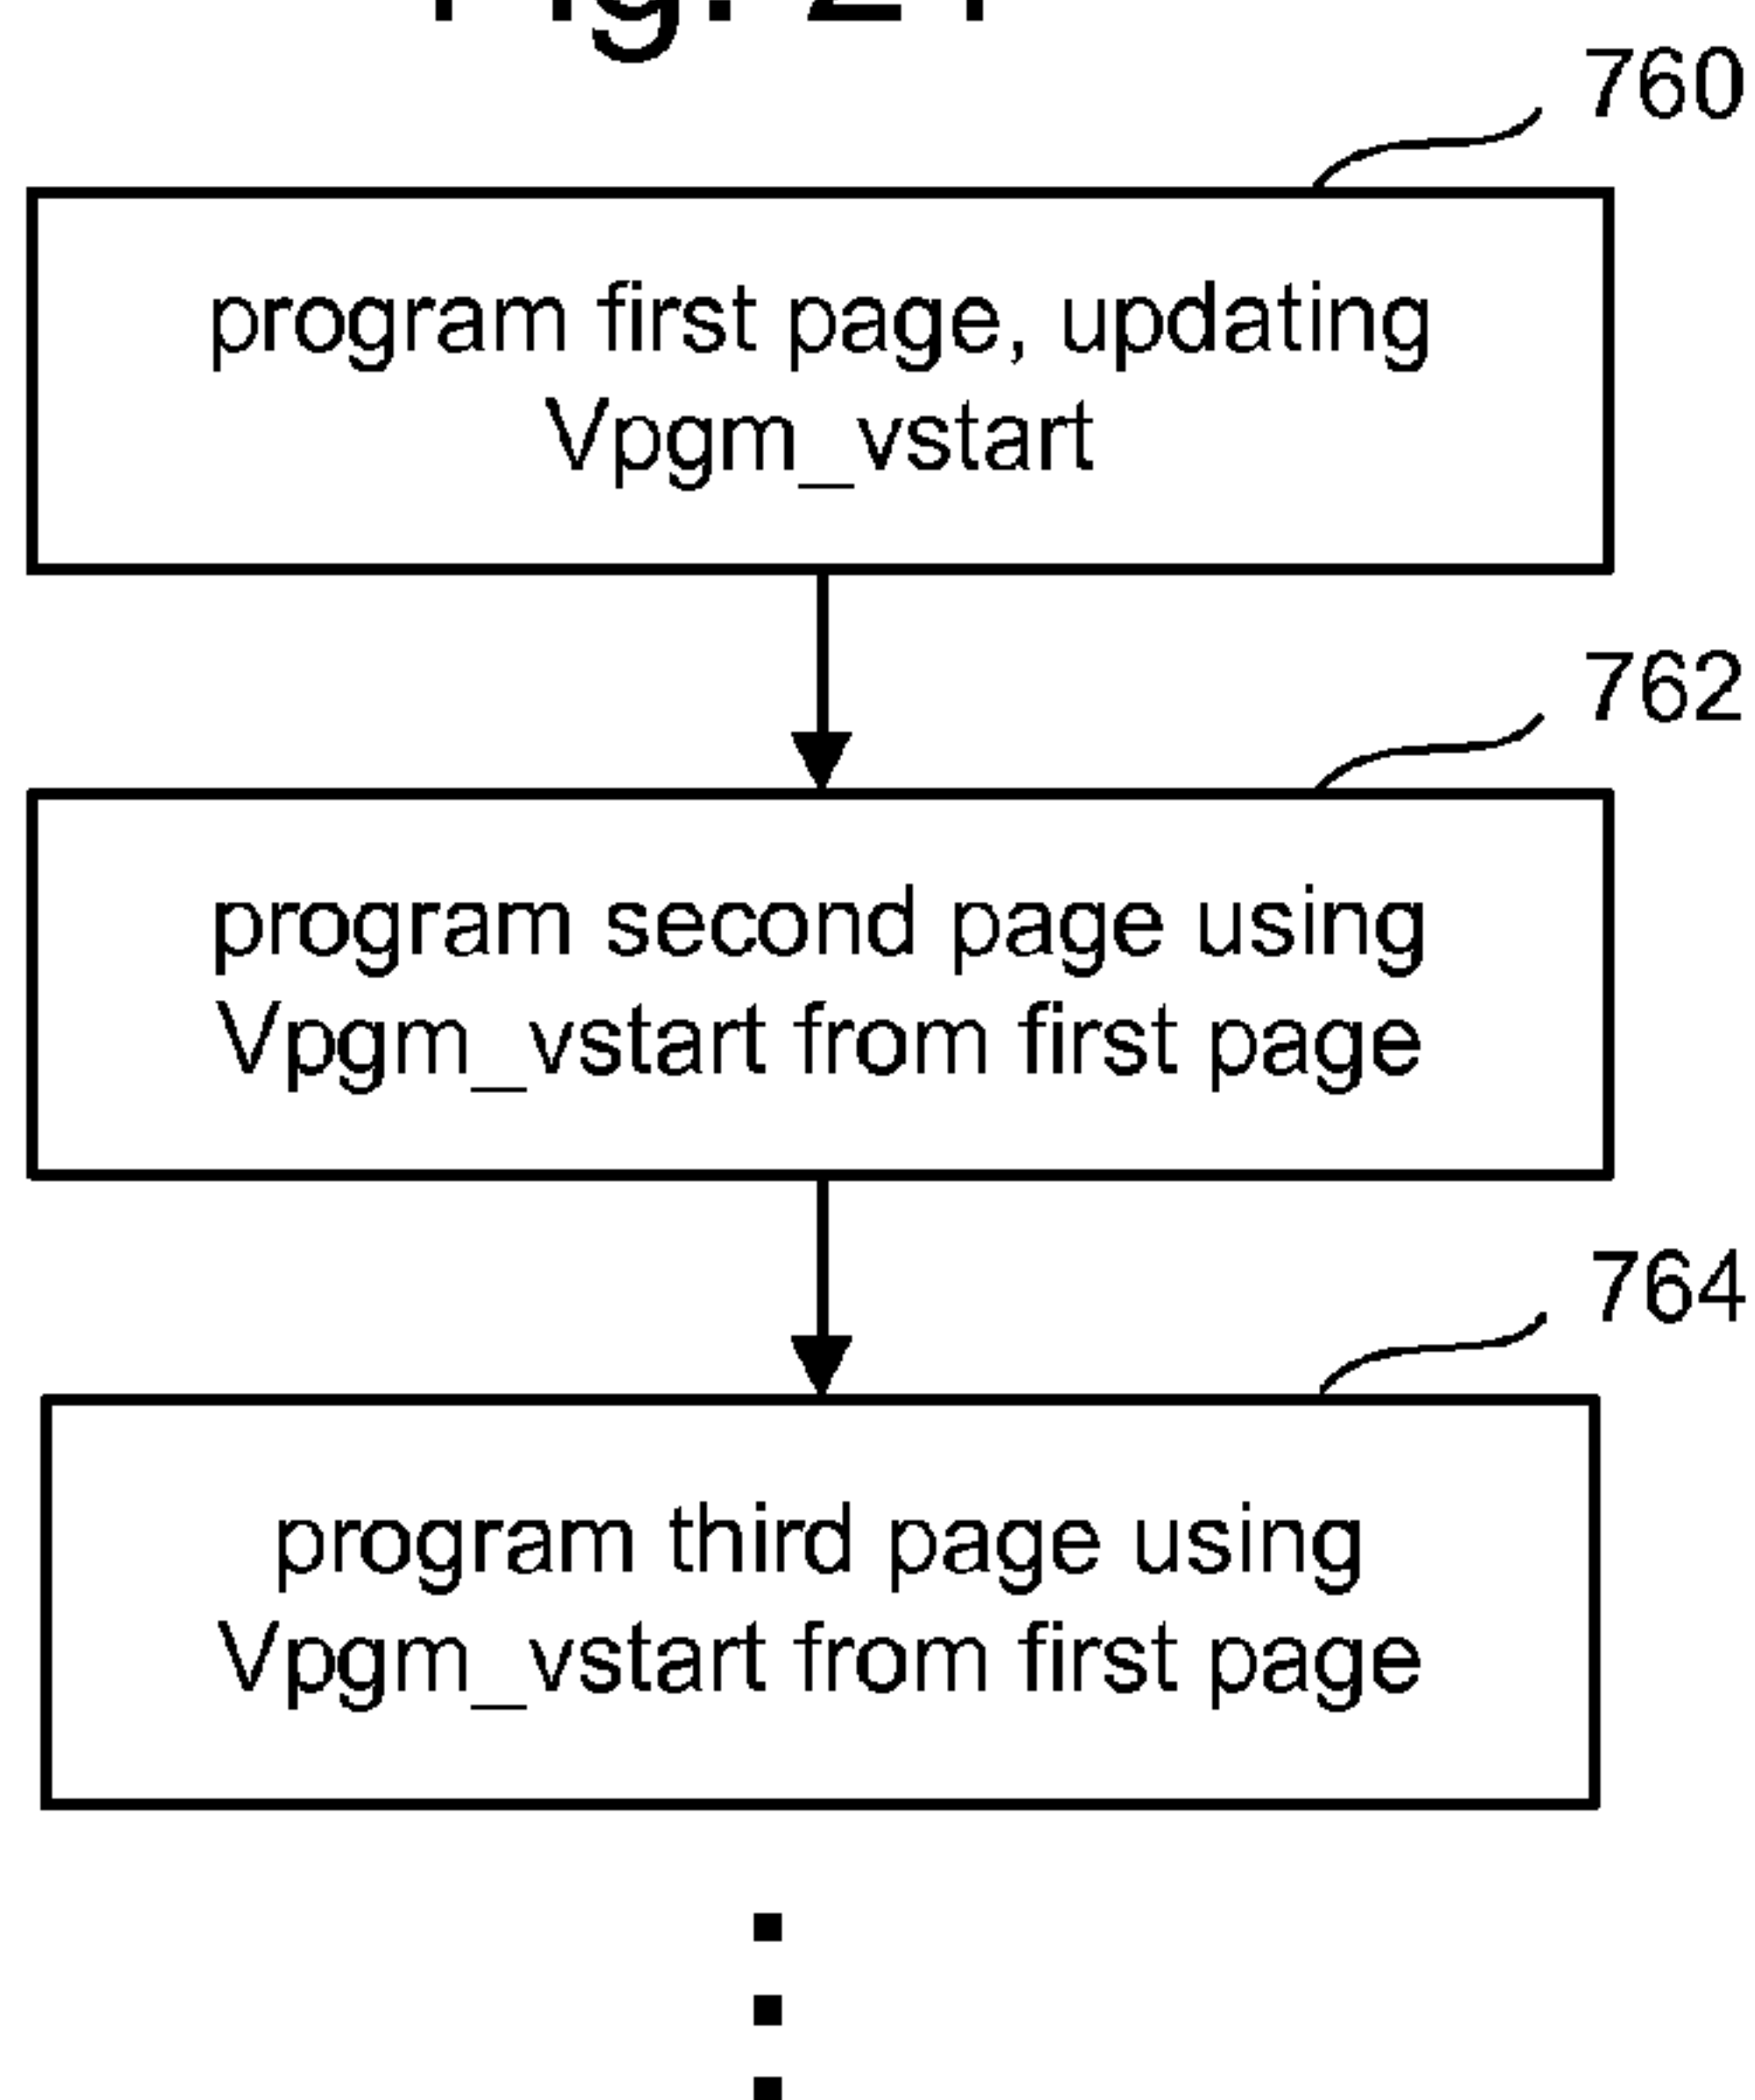 760
program first page, updating
Vpgm_vstart
762
program second page using
Vpgm_vstart from first page
764
program third page using
Vpgm_vstart from first page